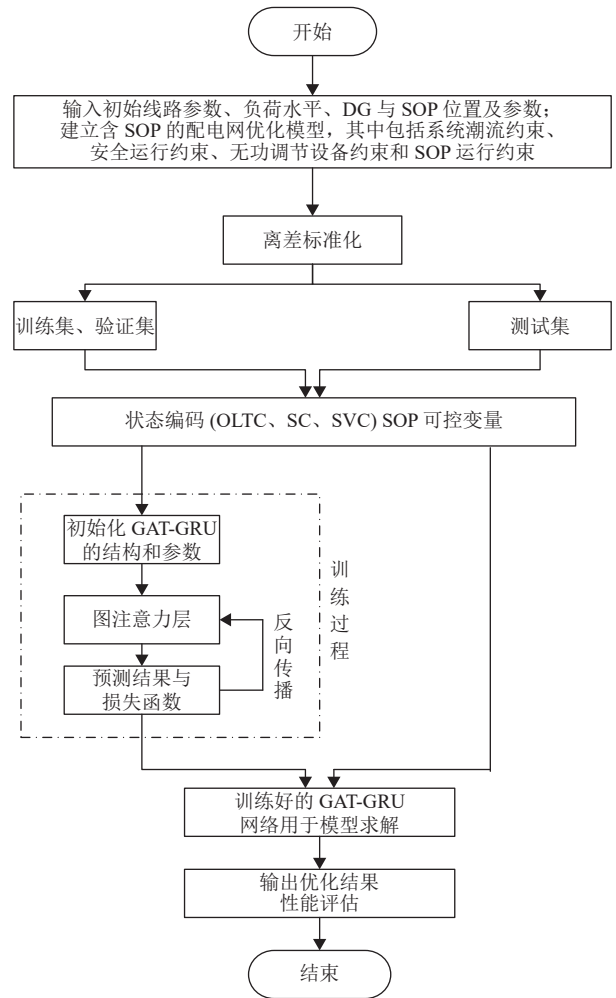 开始
输入初始线路参数、负荷水平、DG 与 SOP 位置及参数；
建立含 SOP 的配电网优化模型，其中包括系统潮流约束、
安全运行约束、无功调节设备约束和 SOP 运行约束
离差标准化
训练集、验证集
测试集
状态编码 (OLTC、SC、SVC) SOP 可控变量
初始化 GAT-GRU
的结构和参数
图注意力层
预测结果与
损失函数
反向传播
训练过程
训练好的 GAT-GRU
网络用于模型求解
输出优化结果
性能评估
结束